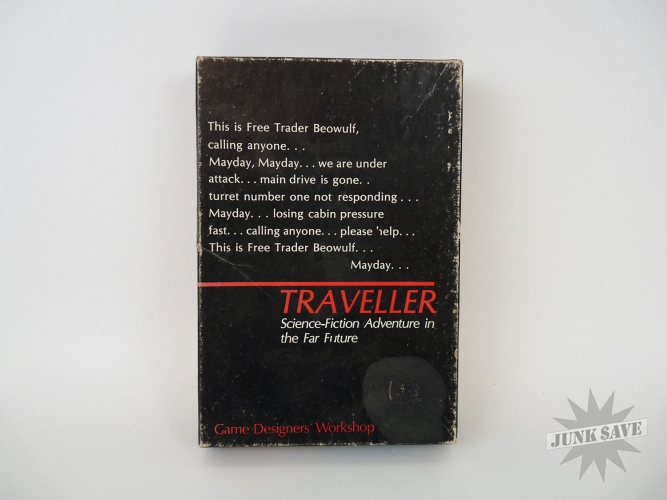 This is Free Trader Beowulf,
calling anyone. . .
Mayday, Mayday. . . we are under
attack. . . main drive is gone. .
turret number one not responding . . .
Mayday. . . losing cabin pressure
fast. . . calling anyone. . . please help. . .
This is Free Trader Beowulf. . .
Mayday. . .
TRAVELLER
Science-Fiction Adventure in
the Far Future
Game Designers' Workshop
JUNK SAVE